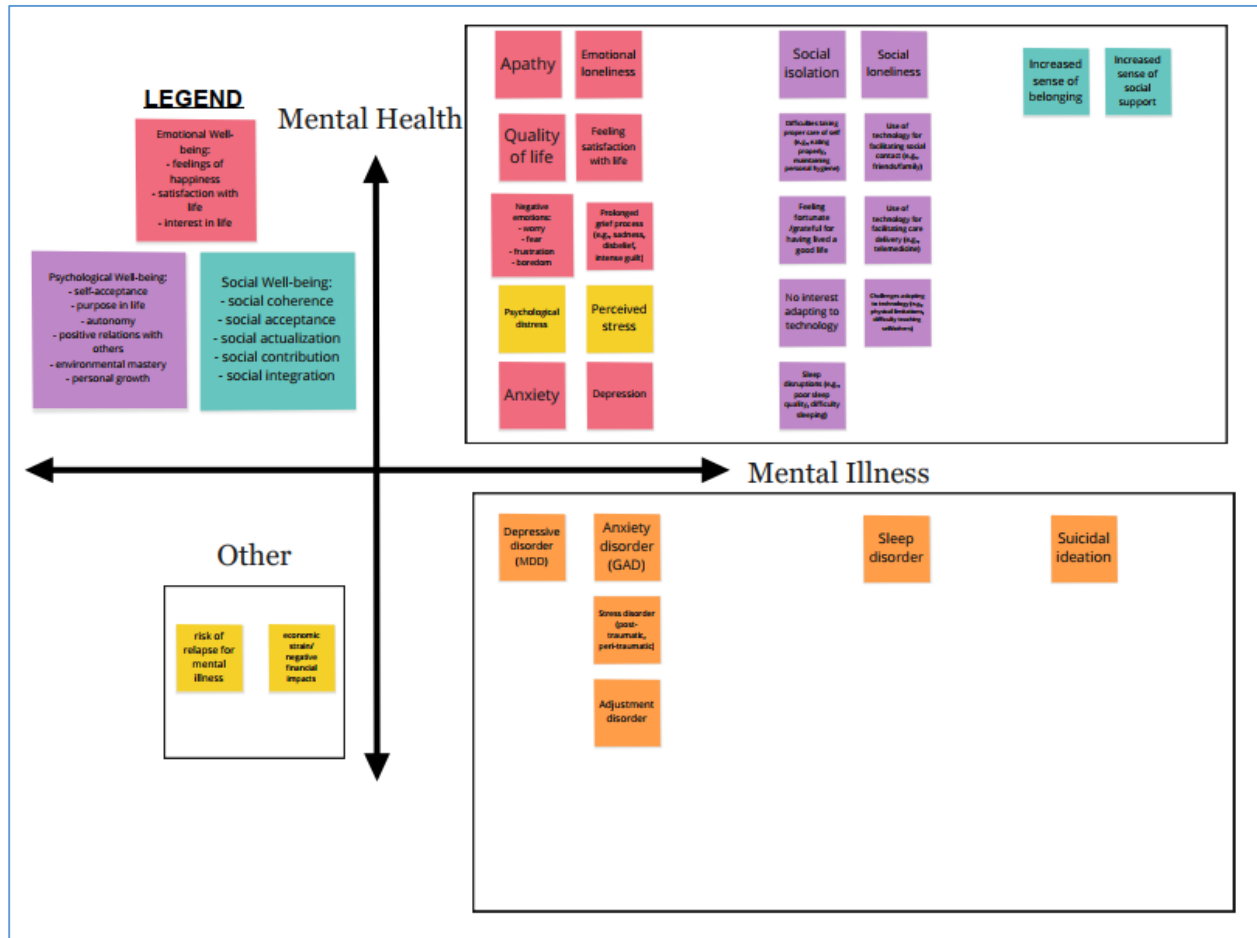 LEGEND
Emotional Well-
being:
- feelings of
happiness
- satisfaction with
life
- interest in life
Psychological Well-being:
- self-acceptance
- purpose in life
- autonomy
- positive relations with
others
- environmental mastery
- personal growth
Social Well-being:
- social coherence
- social acceptance
- social actualization
- social contribution
- social integration
Mental Health
Apathy
Emotional
loneliness
Quality
of life
Feeling
satisfaction
with life
Negative
emotions:
- worry
- fear
- frustration
- boredom
Prolonged
grief process
(e.g., sadness,
disbelief,
intense guilt)
Psychological
distress
Perceived
stress
Anxiety
Depression
Social
isolation
Social
loneliness
Difficulties taking
proper care of self
(e.g., eating
properly,
maintaining
personal hygiene)
Use of
technology for
facilitating social
contact (e.g.,
friends/family)
Feeling
fortunate
/grateful for
having lived a
good life
Use of
technology for
facilitating care
delivery (e.g.,
telemedicine)
No interest
adapting to
technology
Challenges adapting
to technology (e.g.,
physical limitations,
difficulty teaching
Sleep
disruptions (e.g.,
poor sleep
quality, difficulty
sleeping)
Increased
sense of
belonging
Increased
sense of
social
support
Mental Illness
Depressive
disorder
(MDD)
Anxiety
disorder
(GAD)
Sleep
disorder
Suicidal
ideation
Stress disorder
(post-
traumatic,
peri-traumatic)
Adjustment
disorder
Other
risk of
relapse for
mental
illness
economic
strain/
negative
financial
impacts